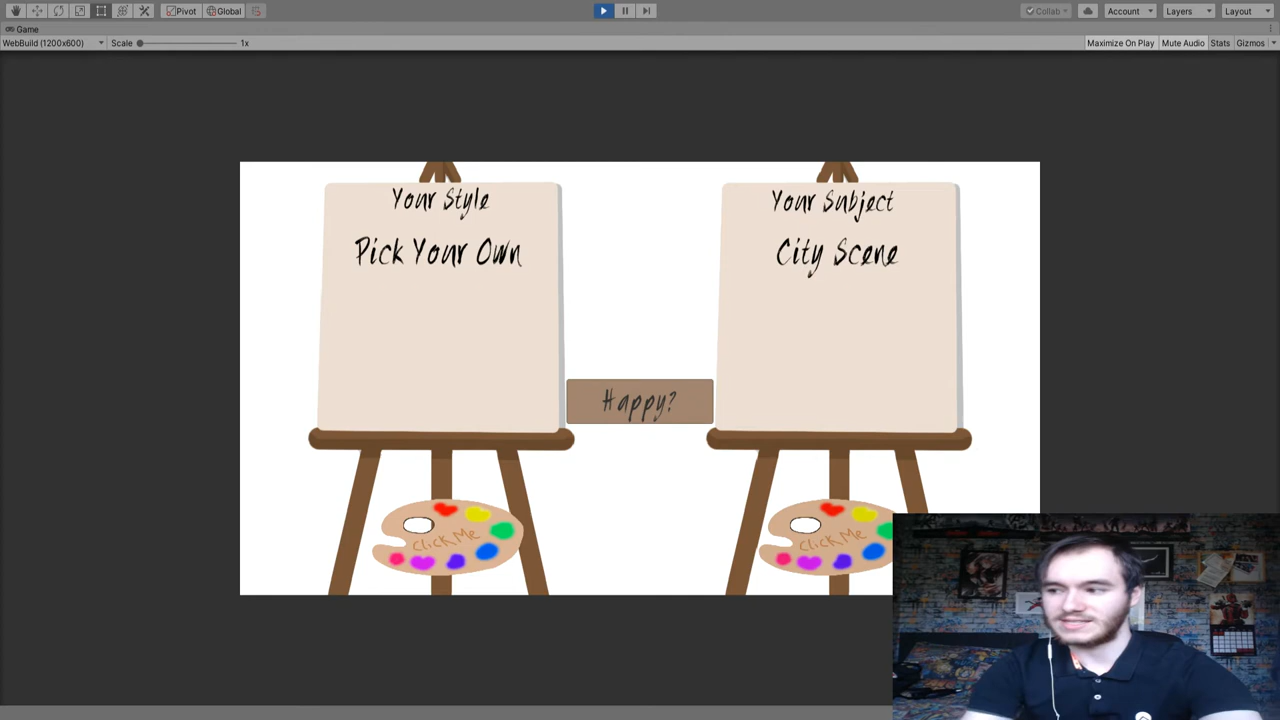 Pivot
Global
Collab
Account
Layers
Layout
Game
WebBuild (1200x600)
Scale
1x
Maximize On Play
Mute Audio
Stats
Gizmos
Your Style
Pick Your Own
Your Subject
City Scene
Happy?
Click Me
Click Me